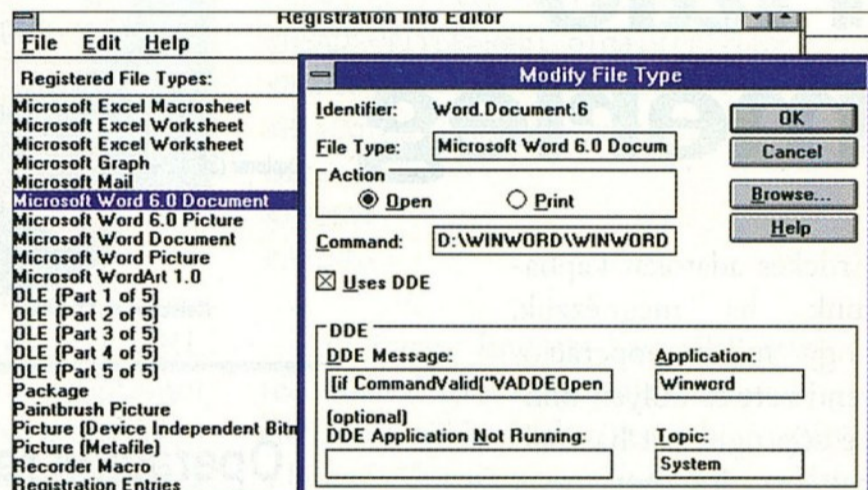 Registration Info Editor
File Edit Help
Registered File Types:
Microsoft Excel Macrosheet
Microsoft Excel Worksheet
Microsoft Excel Worksheet
Microsoft Graph
Microsoft Mail
Microsoft Word 6.0 Document
Microsoft Word 6.0 Picture
Microsoft Word Document
Microsoft Word Picture
Microsoft WordArt 1.0
OLE (Part 1 of 5)
OLE (Part 2 of 5)
OLE (Part 3 of 5)
OLE (Part 4 of 5)
OLE (Part 5 of 5)
Package
Paintbrush Picture
Picture (Device Independent Bitm
Picture (Metafile)
Recorder Macro
Registration Entries
Modify File Type
Identifier: Word.Document.6
File Type: Microsoft Word 6.0 Docum
Action
Open Print
Command: D:\WINWORD\WINWORD
Uses DDE
OK
Cancel
Browse...
Help
DDE
DDE Message:
[if CommandValid("VADDEOpen
(optional)
DDE Application Not Running:
Application:
Winword
Topic:
System